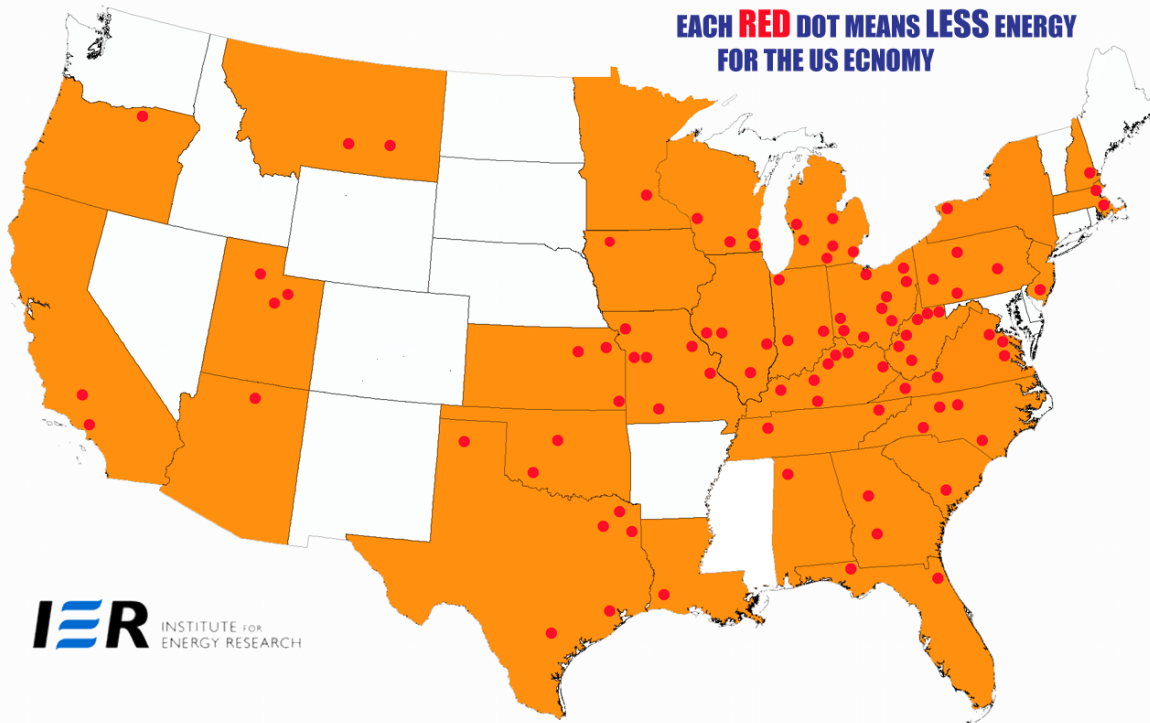 EACH RED DOT MEANS LESS ENERGY
FOR THE US ECNOMY
IER
INSTITUTE FOR
ENERGY RESEARCH